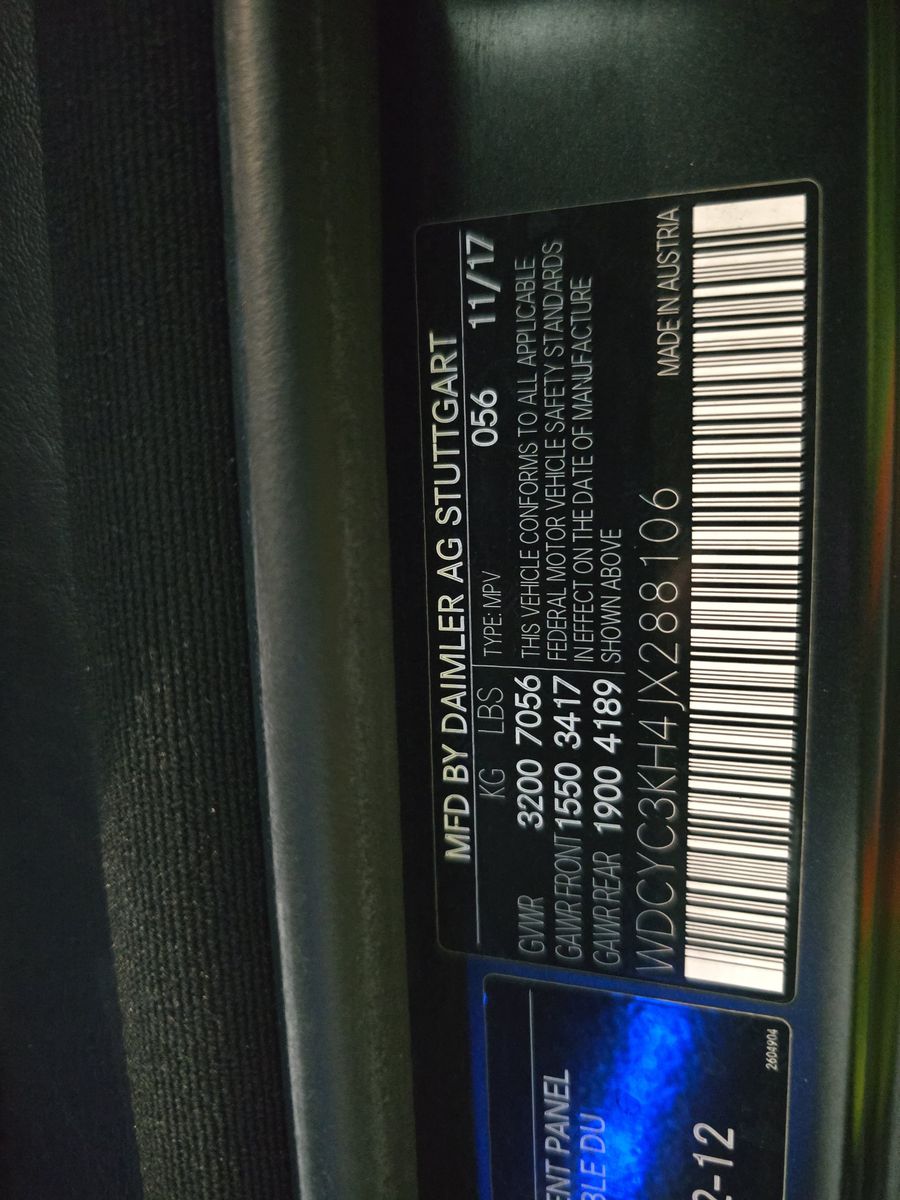 MFD BY DAIMLER AG STUTTGART
KG LBS TYPE: MPV 056 11/17
GVWR 3200 7056
GAWR FRONT 1550 3417
GAWR REAR 1900 4189
THIS VEHICLE CONFORMS TO ALL APPLICABLE
FEDERAL MOTOR VEHICLE SAFETY STANDARDS
IN EFFECT ON THE DATE OF MANUFACTURE
SHOWN ABOVE
WDCYC3KH4JX288106 MADE IN AUSTRIA
PANEL
DU
2-12
2604904